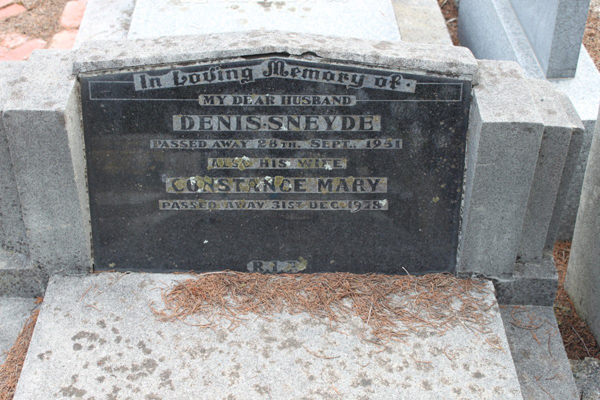 In Loving Memory of
MY DEAR HUSBAND
DENIS·SNEYDE
PASSED AWAY 28TH. SEPT. 1951
ALSO HIS WIFE
CONSTANCE MARY
PASSED AWAY 31ST DEC.
R.I.P.